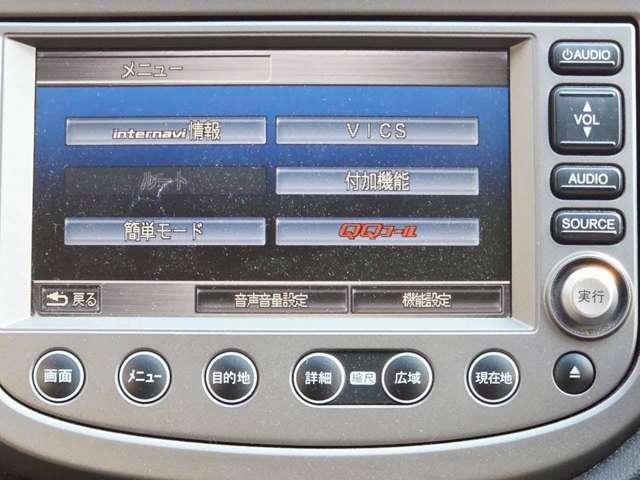 メニュー
internavi情報
VICS
ルート
付加機能
簡単モード
QQコール
戻る
音声音量設定
機能設定
AUDIO
VOL
AUDIO
SOURCE
実行
画面
メニュー
目的地
詳細
縮尺
広域
現在地